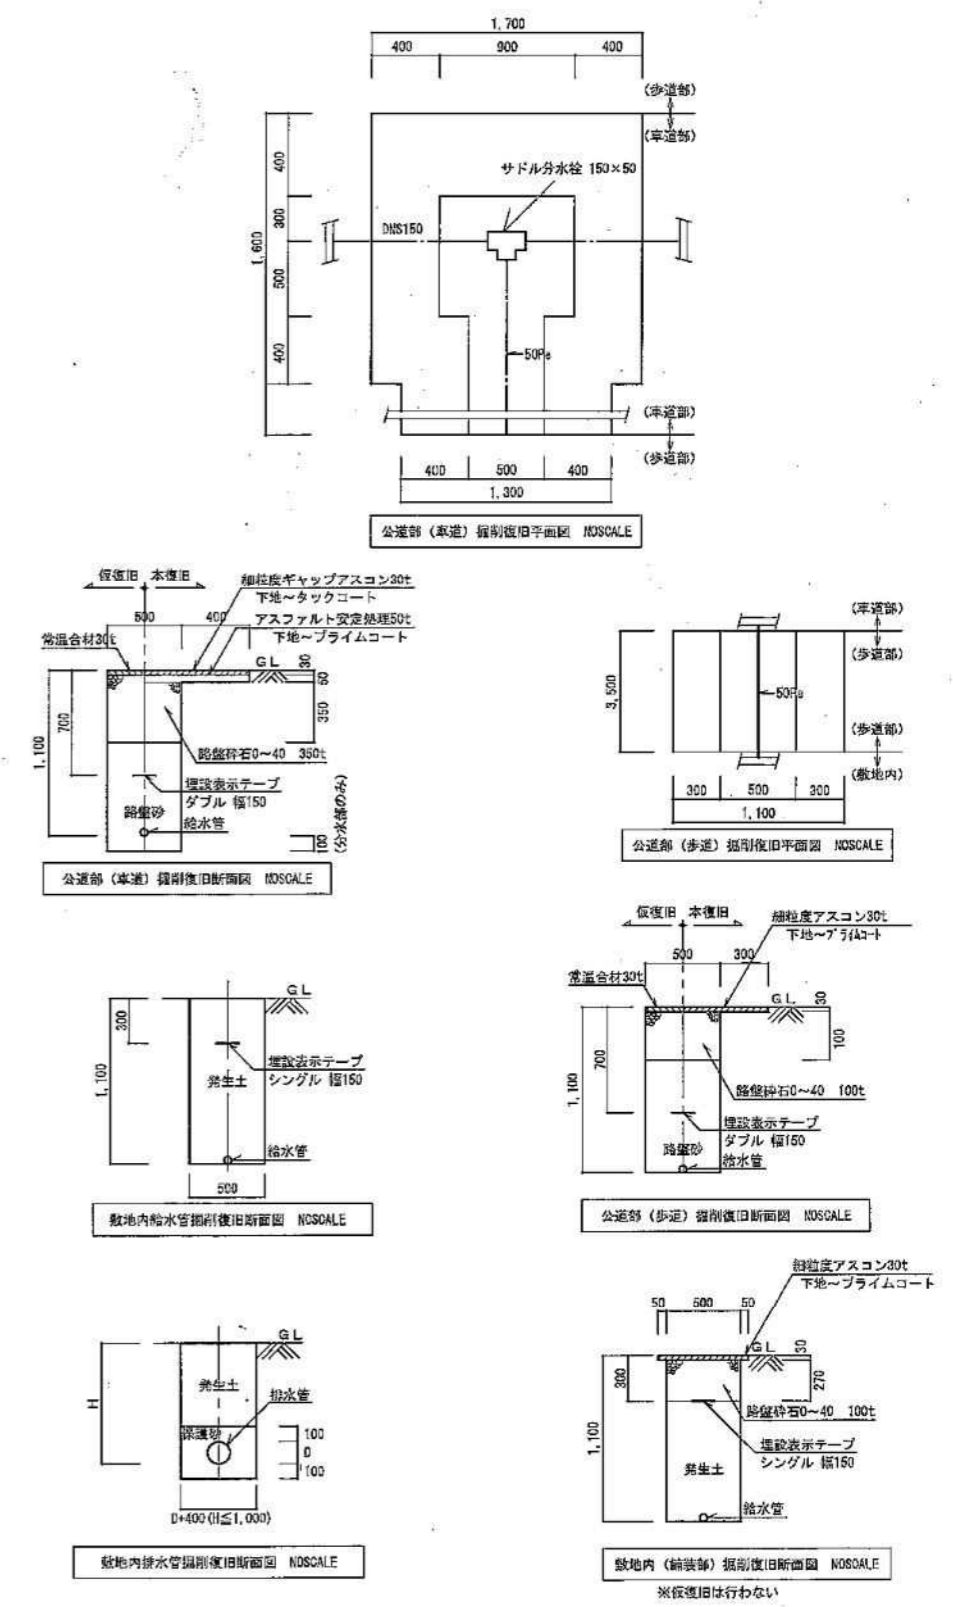 1,700
400 900 400
(歩道部)
(車道部)
サドル分水栓 150×50
DNS150
400
300
500
400
1,600
50Pe
(車道部)
(歩道部)
400 500 400
1,300
公道部（車道）掘削復旧平面図 NOSCALE
仮復旧 本復旧
細粒度ギャップアスコン30t
下地～タックコート
500 400
アスファルト安定処理50t
下地～プライムコート
常温合材30t
GL
30
50
350
700
1,100
路盤砕石0～40 350t
埋設表示テープ
ダブル 幅150
路盤砂
給水管
100
(分水部のみ)
公道部（車道）掘削復旧断面図 NOSCALE
(車道部)
(歩道部)
3,500
50Pe
(歩道部)
(敷地内)
300 500 300
1,100
公道部（歩道）掘削復旧平面図 NOSCALE
仮復旧 本復旧
細粒度アスコン30t
下地～プライムコート
500 300
常温合材30t
GL
30
100
700
1,100
路盤砕石0～40 100t
埋設表示テープ
ダブル 幅150
路盤砂
給水管
公道部（歩道）掘削復旧断面図 NOSCALE
GL
300
1,100
埋設表示テープ
シングル 幅150
発生土
給水管
500
敷地内給水管掘削復旧断面図 NOSCALE
GL
H
発生土
排水管
保護砂
100
D
100
D+400(H≦1,000)
敷地内排水管掘削復旧断面図 NOSCALE
細粒度アスコン30t
下地～プライムコート
50 500 50
GL
30
270
300
1,100
路盤砕石0～40 100t
埋設表示テープ
シングル 幅150
発生土
給水管
敷地内（舗装部）掘削復旧断面図 NOSCALE
※仮復旧は行わない